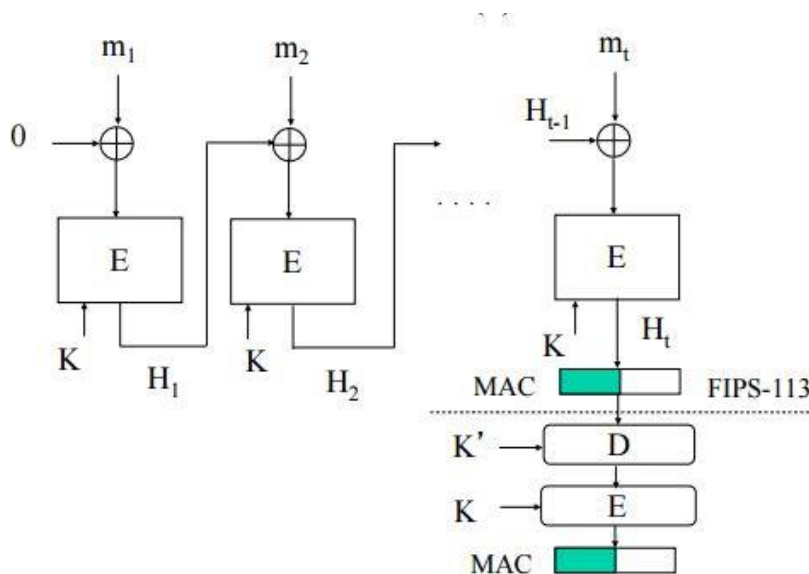 m₁ m₂ mₜ
0 Hₜ₋₁
. . . .
E E E
K H₁ K H₂ K Hₜ
MAC FIPS-113
K' D
K E
MAC